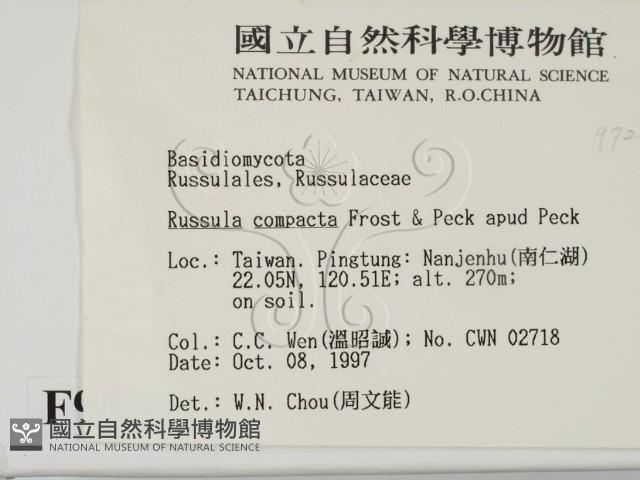 國立自然科學博物館
NATIONAL MUSEUM OF NATURAL SCIENCE
TAICHUNG, TAIWAN, R.O.CHINA
972
Basidiomycota
Russulales, Russulaceae
Russula compacta Frost & Peck apud Peck
Loc.: Taiwan. Pingtung: Nanjenhu(南仁湖)
22.05N, 120.51E; alt. 270m;
on soil.
Col.: C.C. Wen(溫昭誠); No. CWN 02718
Date: Oct. 08, 1997
Det.: W.N. Chou(周文能)
國立自然科學博物館
NATIONAL MUSEUM OF NATURAL SCIENCE